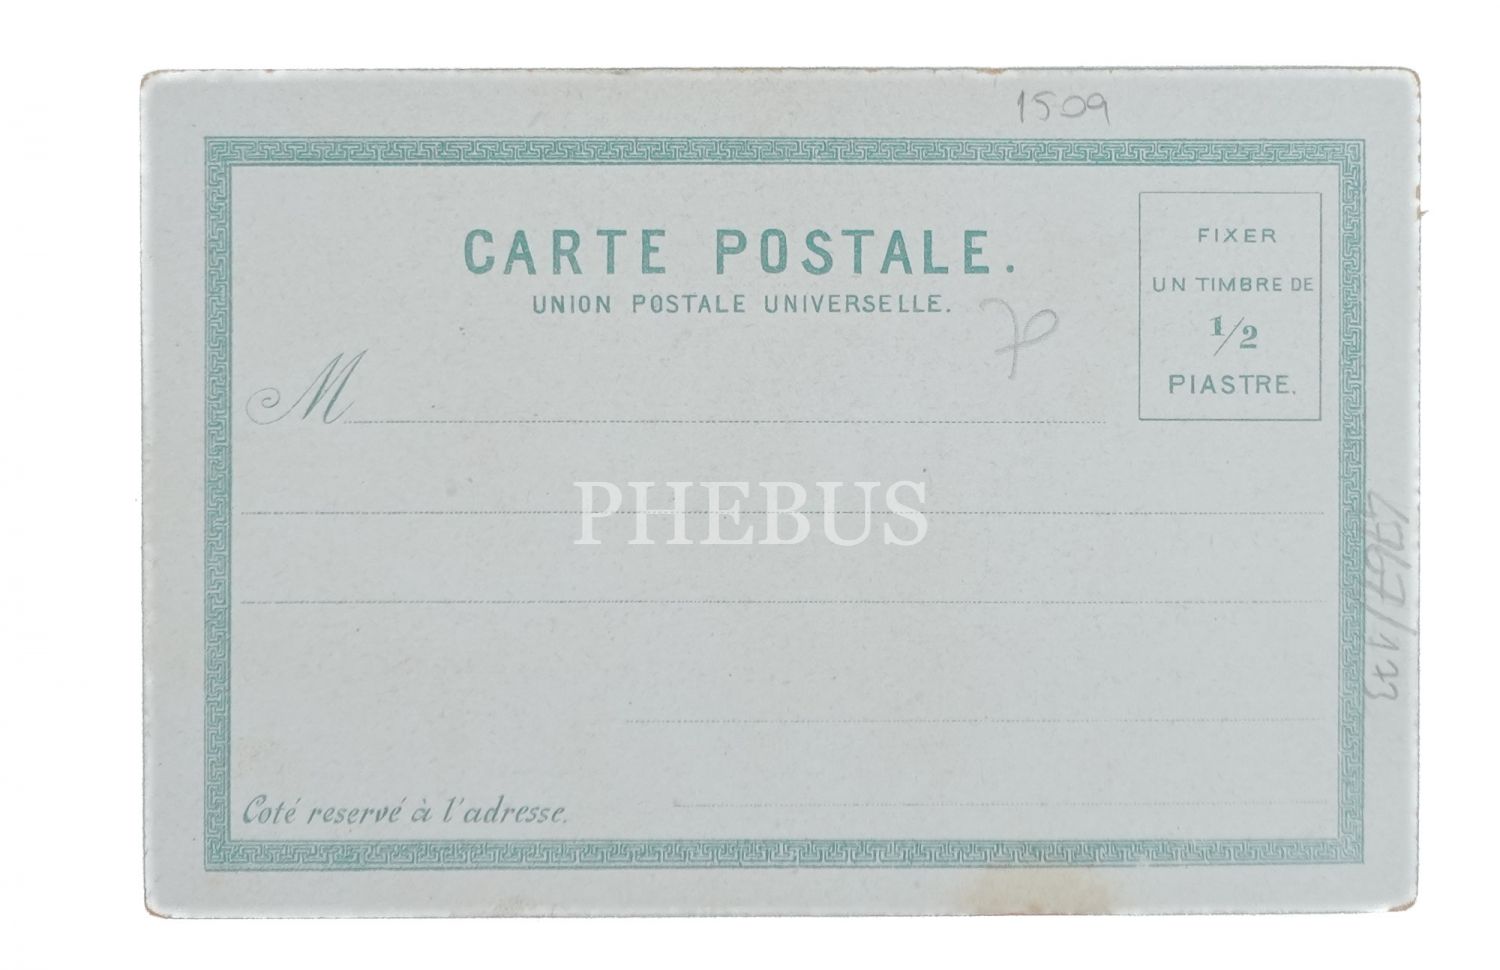 1509
CARTE POSTALE.
UNION POSTALE UNIVERSELLE.
FIXER
UN TIMBRE DE
1/2
PIASTRE.
M
PHEBUS
Coté reservé à l'adresse.